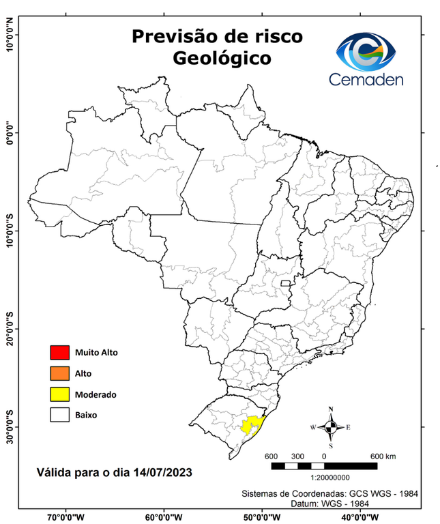 Previsão de risco
Geológico
Cemaden
10°0'0"N
0°0'0"
10°0'0"S
20°0'0"S
30°0'0"S
Muito Alto
Alto
Moderado
Baixo
N
W E
S
600 300 0 600 km
1:20000000
Válida para o dia 14/07/2023
Sistemas de Coordenadas: GCS WGS - 1984
Datum: WGS - 1984
70°0'0"W 60°0'0"W 50°0'0"W 40°0'0"W